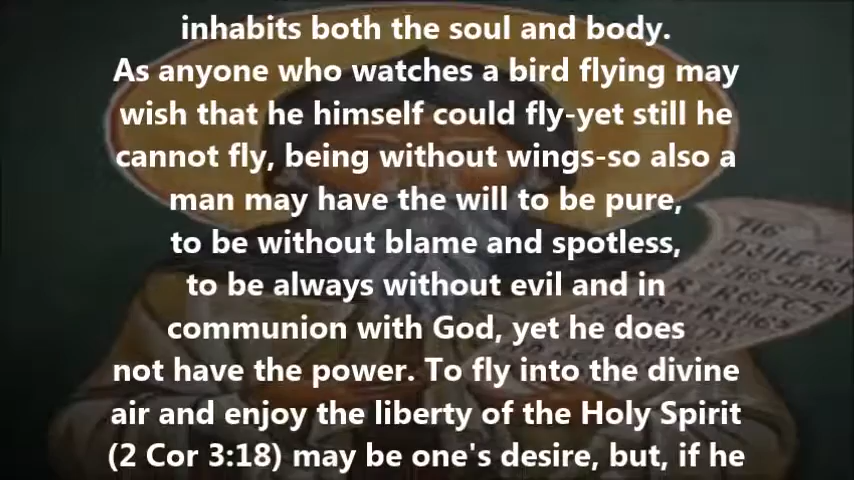 inhabits both the soul and body.
As anyone who watches a bird flying may
wish that he himself could fly-yet still he
cannot fly, being without wings-so also a
man may have the will to be pure,
to be without blame and spotless,
to be always without evil and in
communion with God, yet he does
not have the power. To fly into the divine
air and enjoy the liberty of the Holy Spirit
(2 Cor 3:18) may be one's desire, but, if he